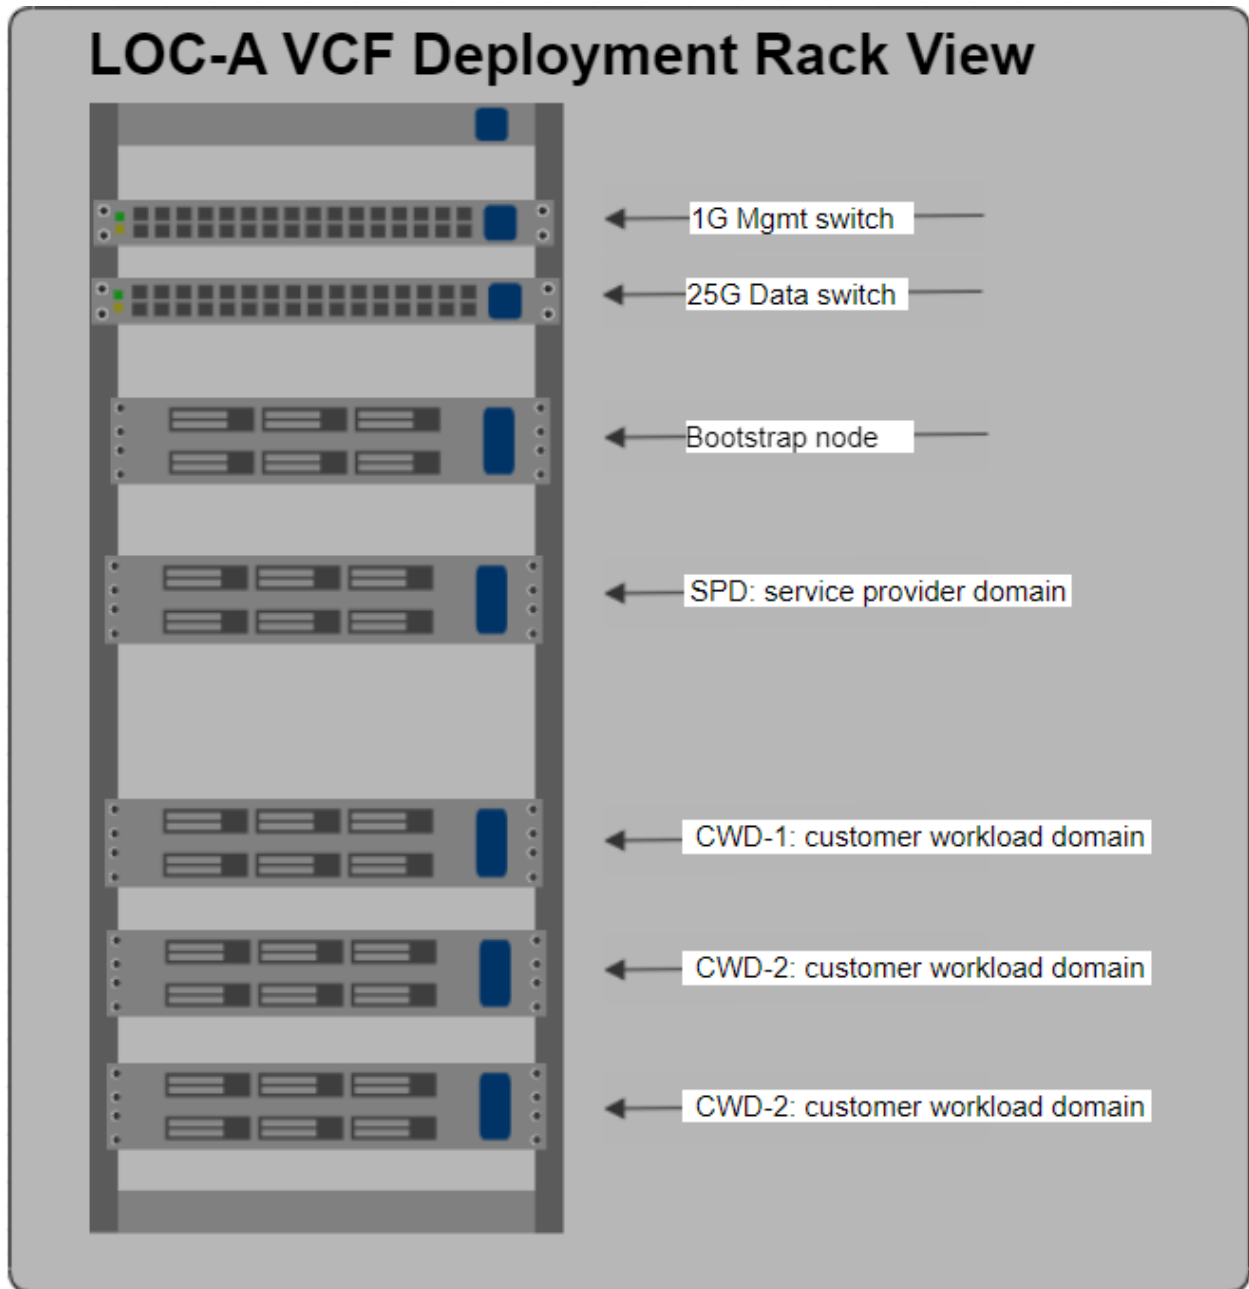 LOC-A VCF Deployment Rack View
1G Mgmt switch
25G Data switch
Bootstrap node
SPD: service provider domain
CWD-1: customer workload domain
CWD-2: customer workload domain
CWD-2: customer workload domain